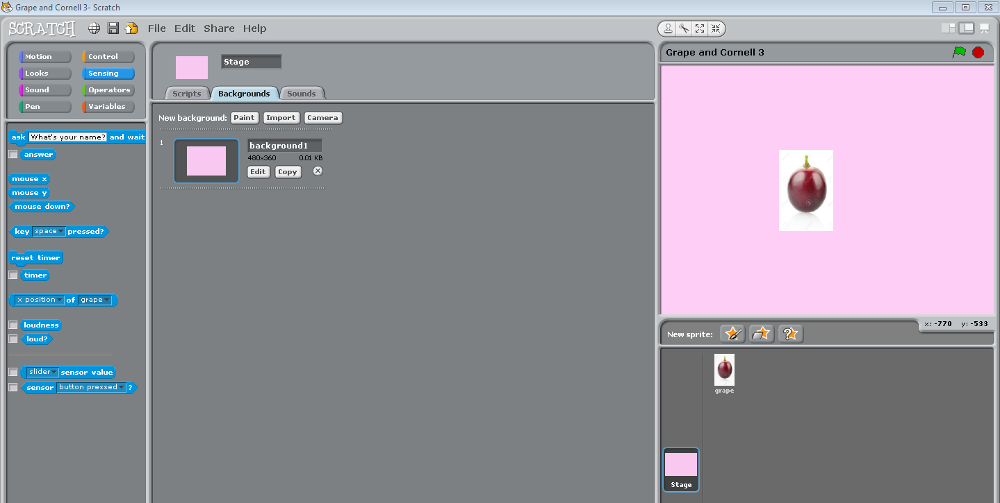 Grape and Cornell 3- Scratch
SCRATCH File Edit Share Help
Motion Control
Looks Sensing
Sound Operators
Pen Variables
ask What's your name? and wait
answer
mouse x
mouse y
mouse down?
key space pressed?
reset timer
timer
x position of grape
loudness
loud?
slider sensor value
sensor button pressed ?
Stage
Scripts Backgrounds Sounds
New background: Paint Import Camera
1 background1
480x360 0.01 KB
Edit Copy
Grape and Cornell 3
x: -770 y: -533
New sprite:
grape
Stage